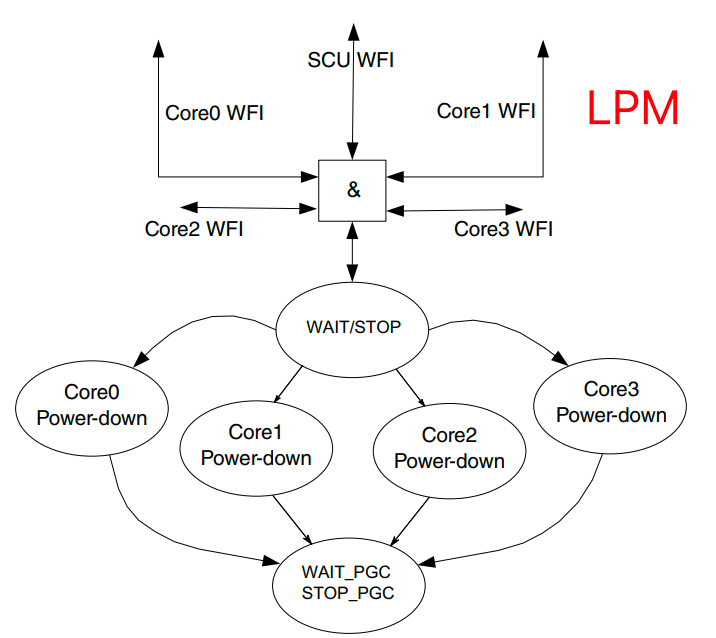 SCU WFI
LPM
Core0 WFI
Core1 WFI
&
Core2 WFI
Core3 WFI
WAIT/STOP
Core0
Power-down
Core1
Power-down
Core2
Power-down
Core3
Power-down
WAIT_PGC
STOP_PGC